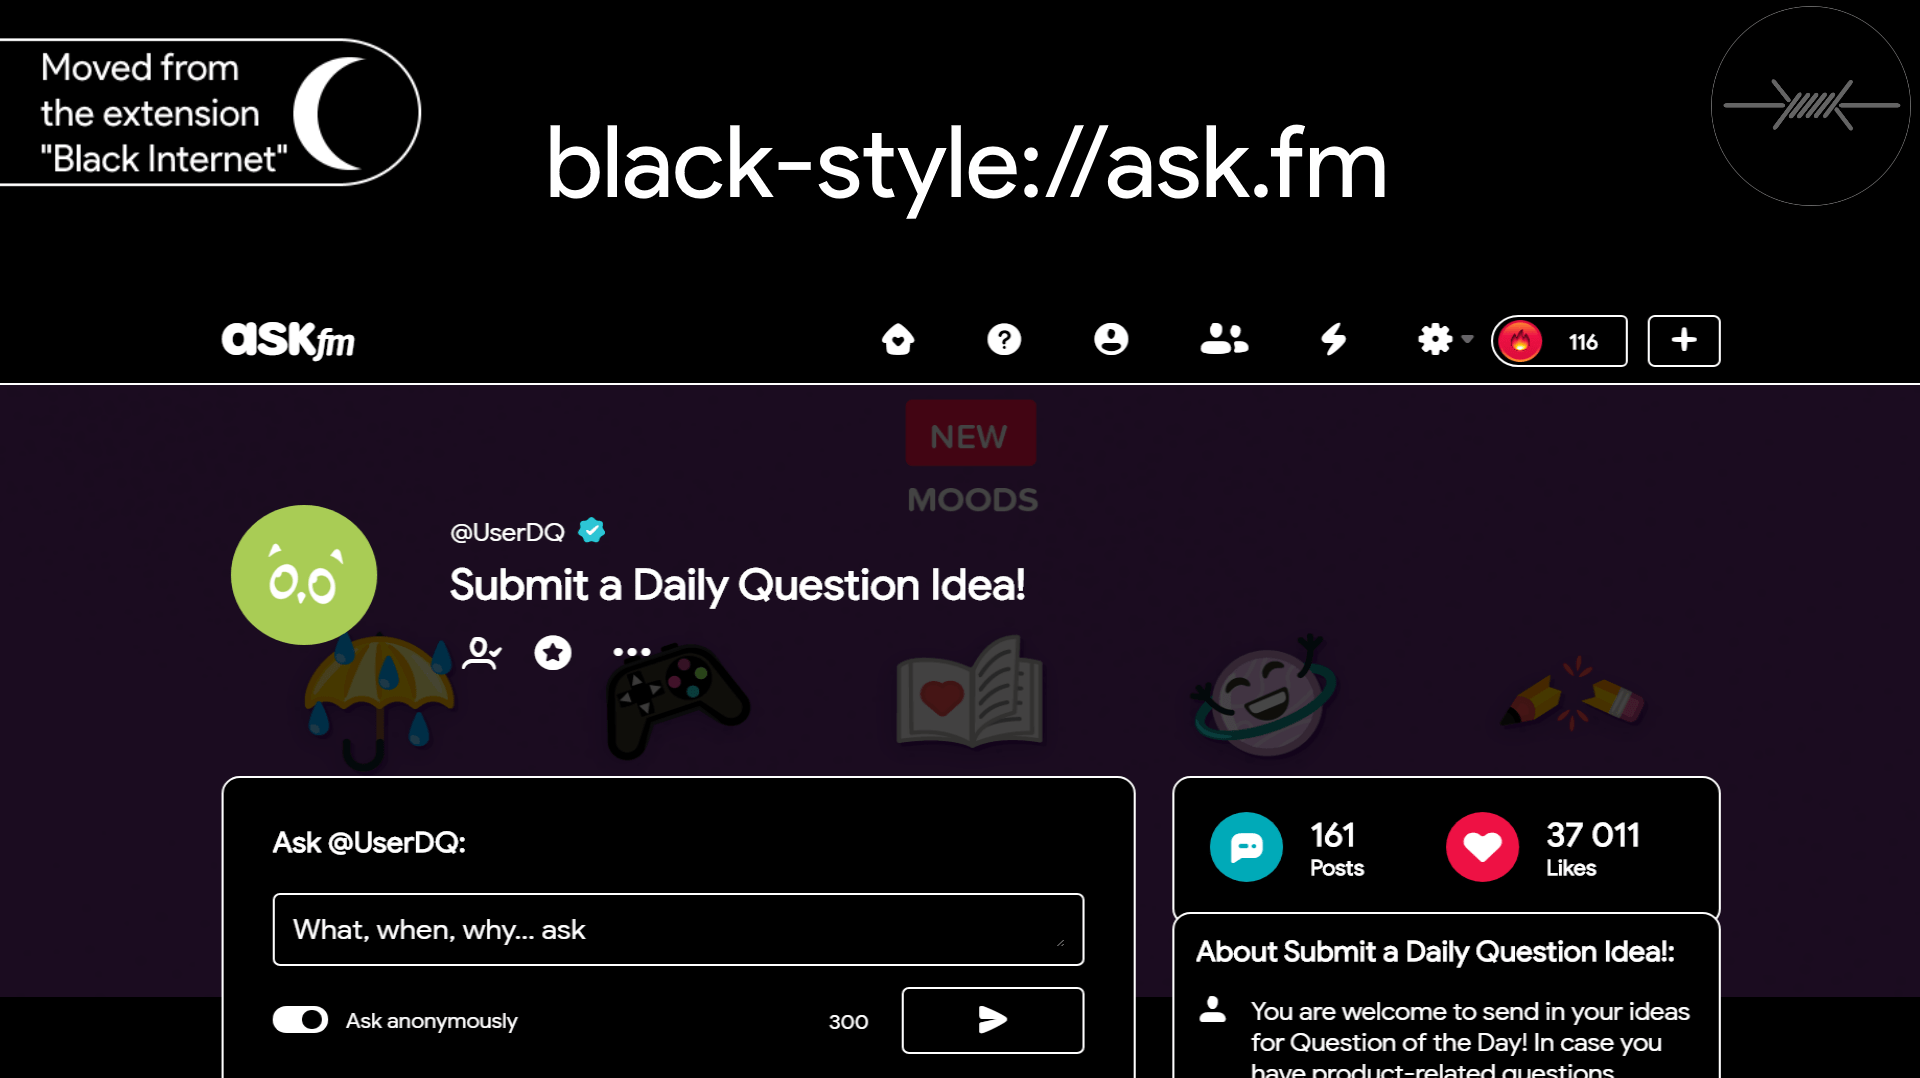 Moved from
the extension
"Black Internet"
black-style://ask.fm
ASKfm
116
NEW
MOODS
@UserDQ
Submit a Daily Question Idea!
Ask @UserDQ:
What, when, why... ask
Ask anonymously
300
161
Posts
37 011
Likes
About Submit a Daily Question Idea!:
You are welcome to send in your ideas
for Question of the Day! In case you
have product-related questions